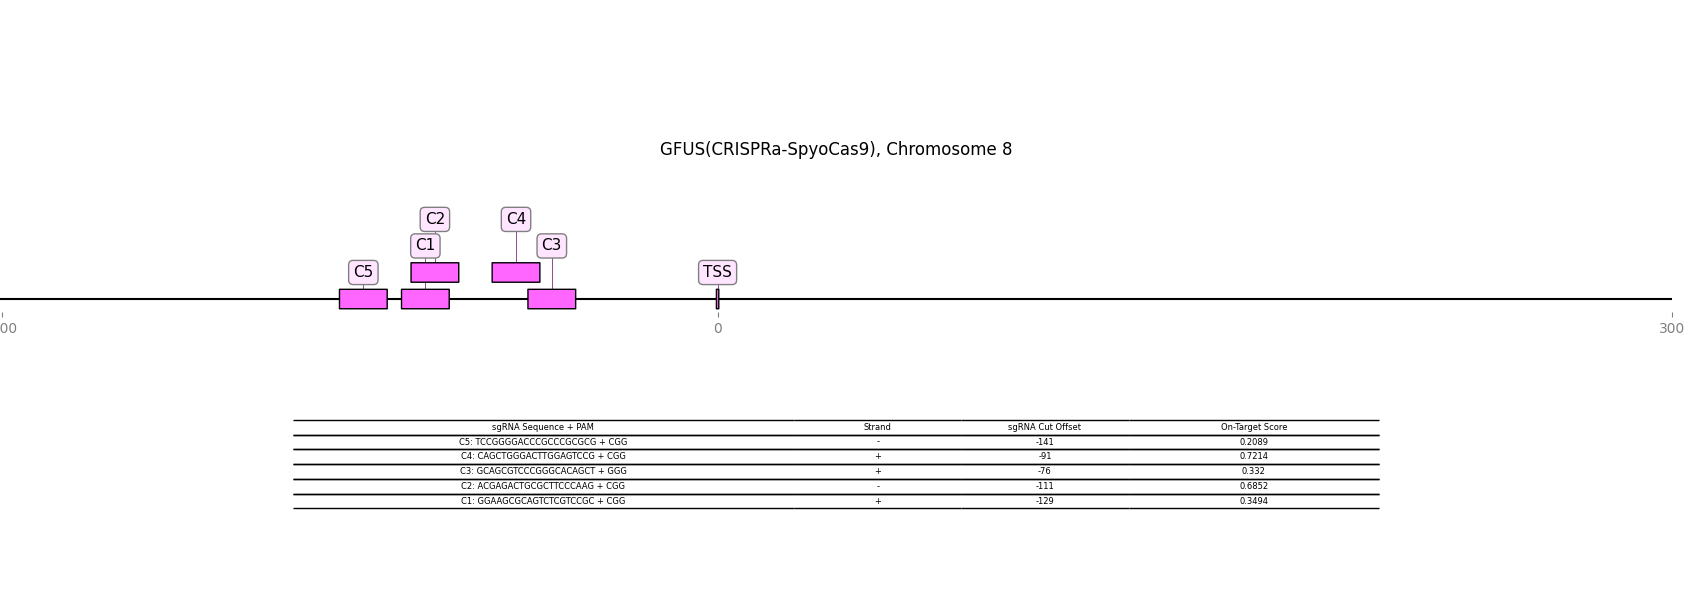 GFUS(CRISPRa-SpyoCas9), Chromosome 8
C2 C4
C1 C3
C5 TSS
00 0 300
sgRNA Sequence + PAM Strand sgRNA Cut Offset On-Target Score
C5: TCCGGGGACCCGCCCGCGCG + CGG - -141 0.2089
C4: CAGCTGGGACTTGGAGTCCG + CGG + -91 0.7214
C3: GCAGCGTCCCGGGCACAGCT + GGG + -76 0.332
C2: ACGAGACTGCGCTTCCCAAG + CGG - -111 0.6852
C1: GGAAGCGCAGTCTCGTCCGC + CGG + -129 0.3494